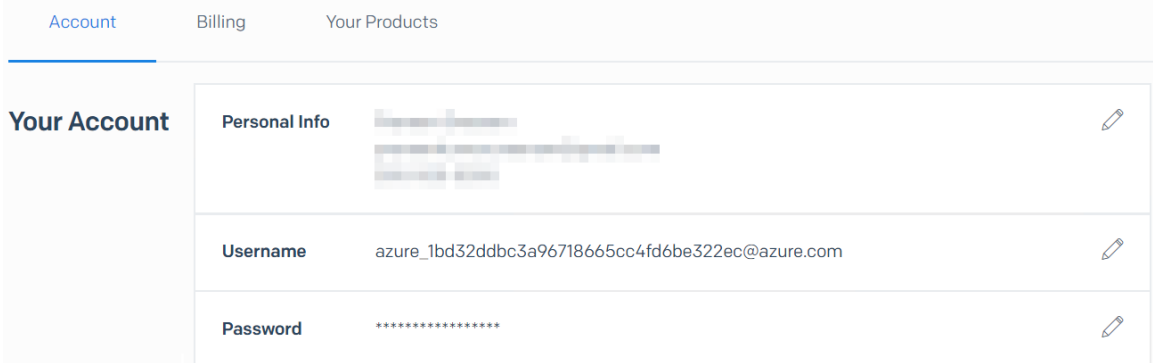 Account Billing Your Products
Your Account
Personal Info
Username azure_1bd32ddbc3a96718665cc4fd6be322ec@azure.com
Password *****************